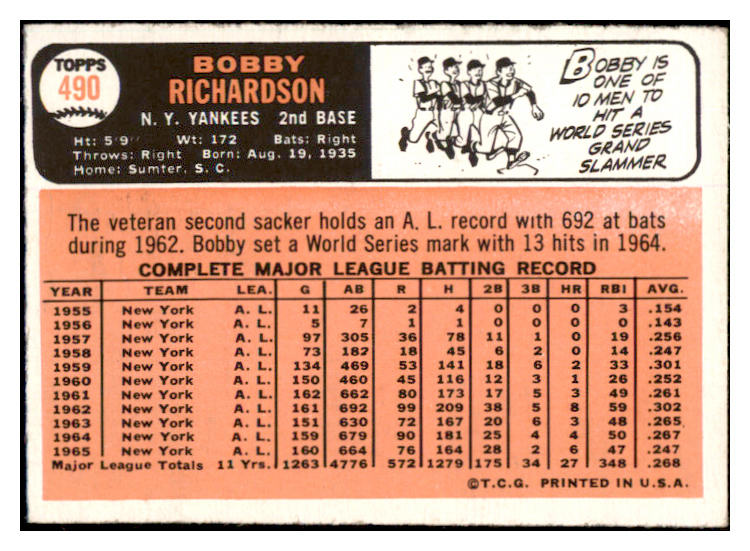 TOPPS
490
BOBBY
RICHARDSON
N. Y. YANKEES 2nd BASE
Ht: 5'9" Wt: 172 Bats: Right
Throws: Right Born: Aug. 19, 1935
Home: Sumter, S. C.
BOBBY IS
ONE OF
10 MEN TO
HIT A
WORLD SERIES
GRAND
SLAMMER
The veteran second sacker holds an A. L. record with 692 at bats
during 1962. Bobby set a World Series mark with 13 hits in 1964.
COMPLETE MAJOR LEAGUE BATTING RECORD
YEAR TEAM LEA. G AB R H 2B 3B HR RBI AVG.
1955 New York A. L. 11 26 2 4 0 0 0 3 .154
1956 New York A. L. 5 7 1 1 0 0 0 0 .143
1957 New York A. L. 97 305 36 78 11 1 0 19 .256
1958 New York A. L. 73 182 18 45 6 2 0 14 .247
1959 New York A. L. 134 469 53 141 18 6 2 33 .301
1960 New York A. L. 150 460 45 116 12 3 1 26 .252
1961 New York A. L. 162 662 80 173 17 5 3 49 .261
1962 New York A. L. 161 692 99 209 38 5 8 59 .302
1963 New York A. L. 151 630 72 167 20 6 3 48 .265
1964 New York A. L. 159 679 90 181 25 4 4 50 .267
1965 New York A. L. 160 664 76 164 28 2 6 47 .247
Major League Totals 11 Yrs. 1263 4776 572 1279 175 34 27 348 .268
©T.C.G. PRINTED IN U.S.A.